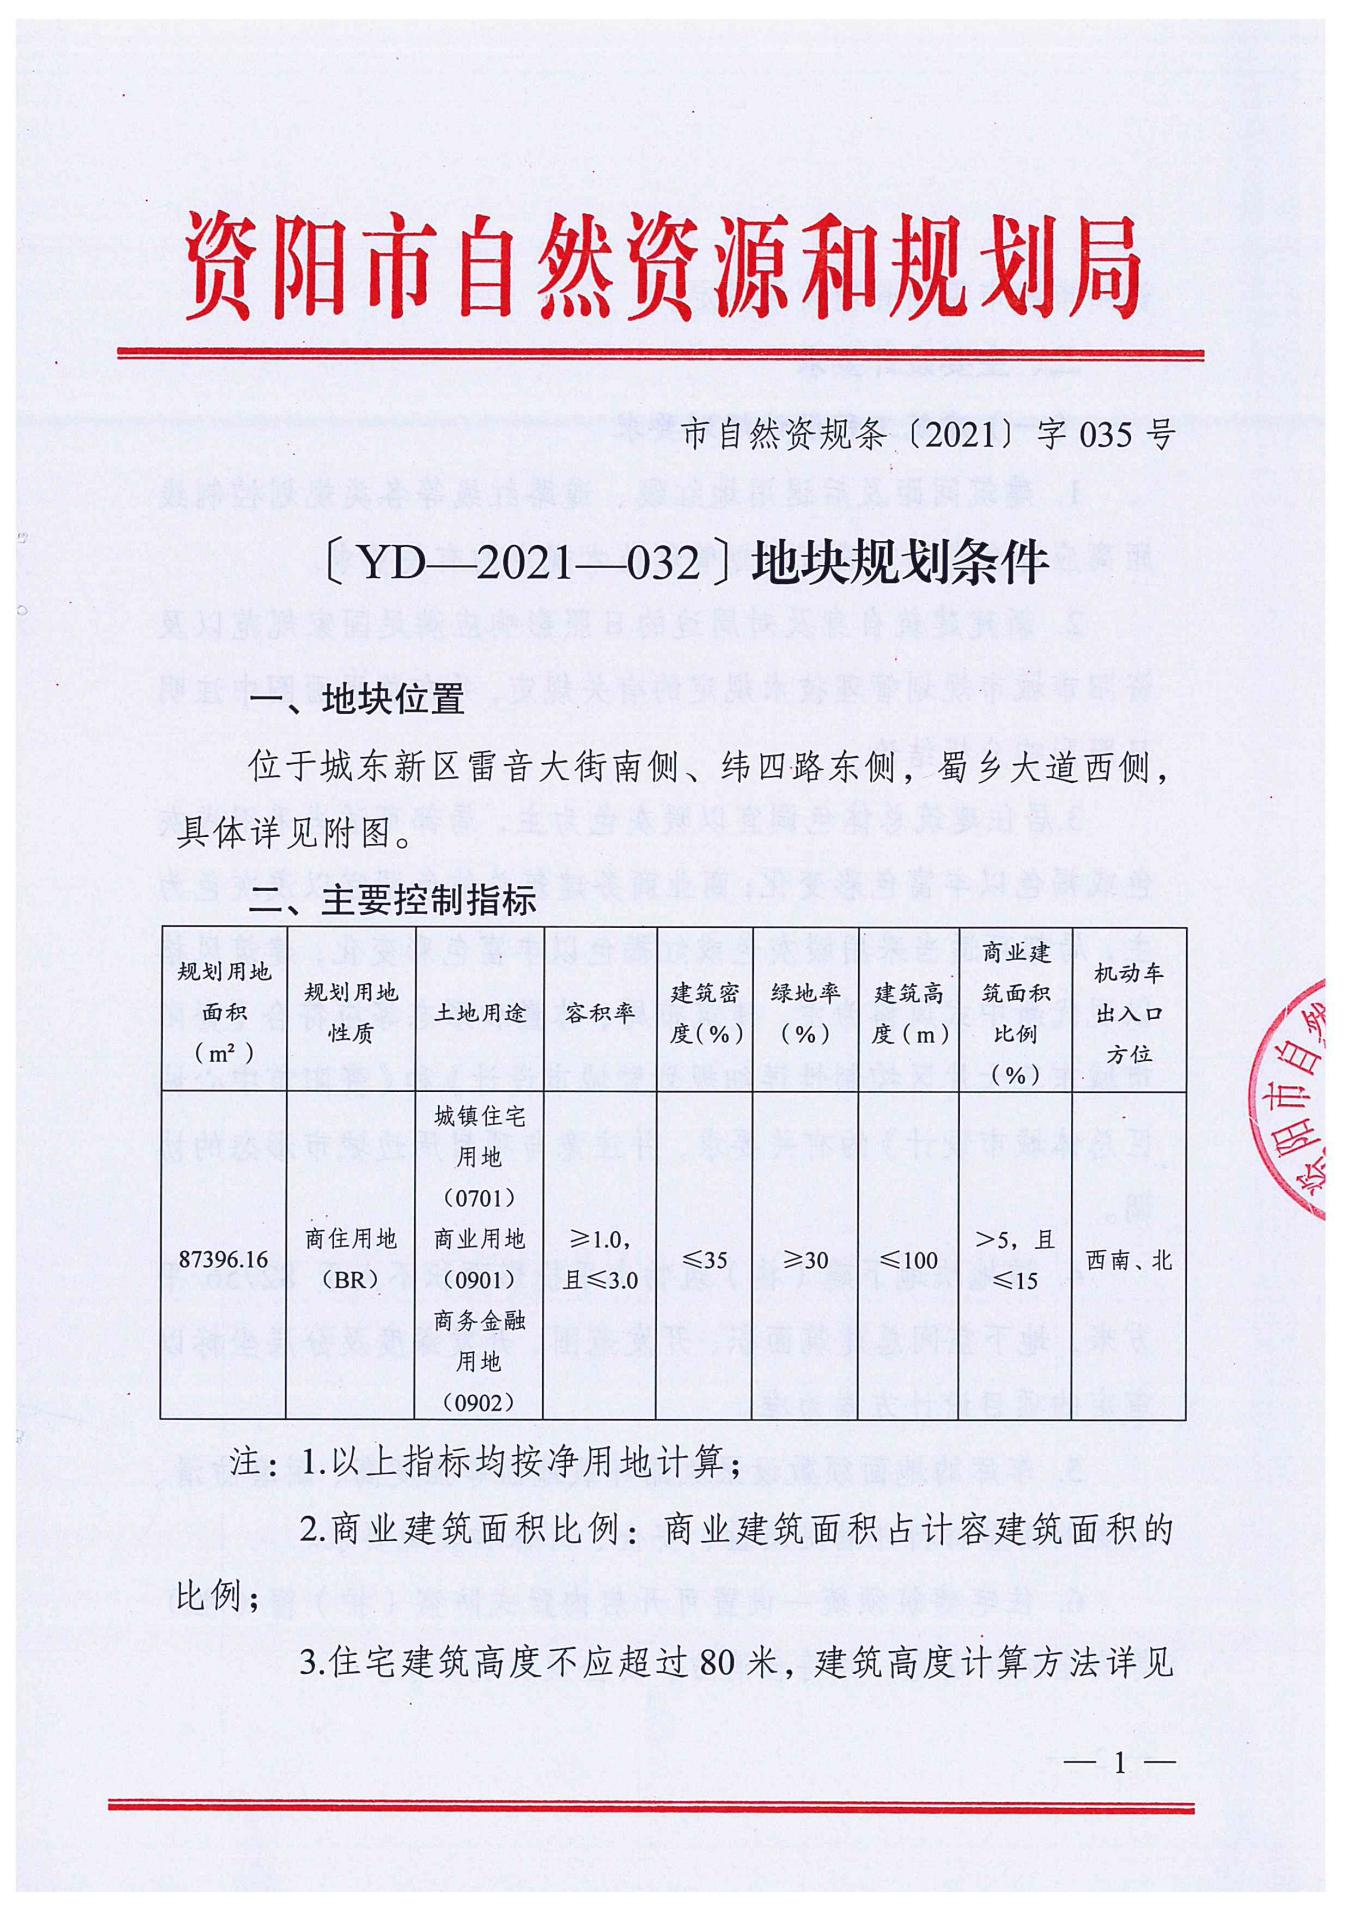 资阳市自然资源和规划局
市自然资规条〔2021〕字 035 号
〔YD—2021—032〕地块规划条件
一、地块位置
位于城东新区雷音大街南侧、纬四路东侧，蜀乡大道西侧，
具体详见附图。
二、主要控制指标
规划用地
面积
（m²）
规划用地
性质
土地用途
容积率
建筑密
度(%)
绿地率
（%）
建筑高
度（m）
商业建
筑面积
比例
（%）
机动车
出入口
方位
87396.16
商住用地
（BR）
城镇住宅
用地
（0701）
商业用地
（0901）
商务金融
用地
（0902）
≥1.0，
且≤3.0
≤35
≥30
≤100
>5，且
≤15
西南、北
注：1.以上指标均按净用地计算；
2.商业建筑面积比例：商业建筑面积占计容建筑面积的
比例；
3.住宅建筑高度不应超过 80 米，建筑高度计算方法详见
— 1 —
资阳市自然